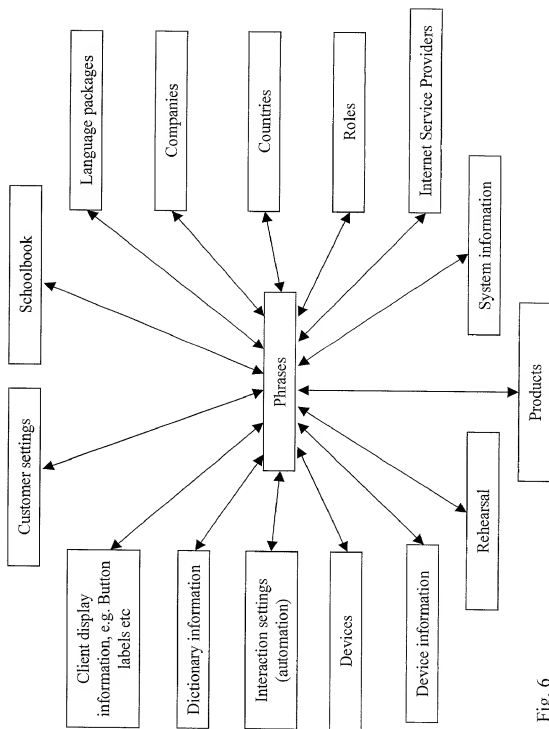 Customer settings
Schoolbook
Client display
information, e.g. Button
labels etc
Language packages
Dictionary information
Companies
Interaction settings
(automation)
Phrases
Countries
Devices
Roles
Device information
Internet Service Providers
Rehearsal
System information
Products
Fig. 6